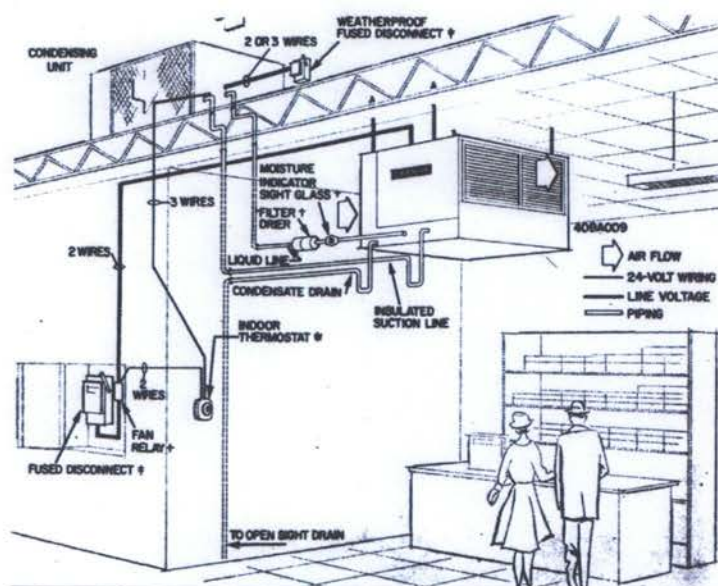 CONDENSING
UNIT
2 OR 3 WIRES
WEATHERPROOF
FUSED DISCONNECT ‡
MOISTURE
INDICATOR
SIGHT GLASS †
3 WIRES
FILTER †
DRIER
2 WIRES
LIQUID LINE
CONDENSATE DRAIN
INSULATED
SUCTION LINE
40BA009
AIR FLOW
24-VOLT WIRING
LINE VOLTAGE
PIPING
INDOOR
THERMOSTAT
2
WIRES
FAN
RELAY †
FUSED DISCONNECT ‡
TO OPEN SIGHT DRAIN